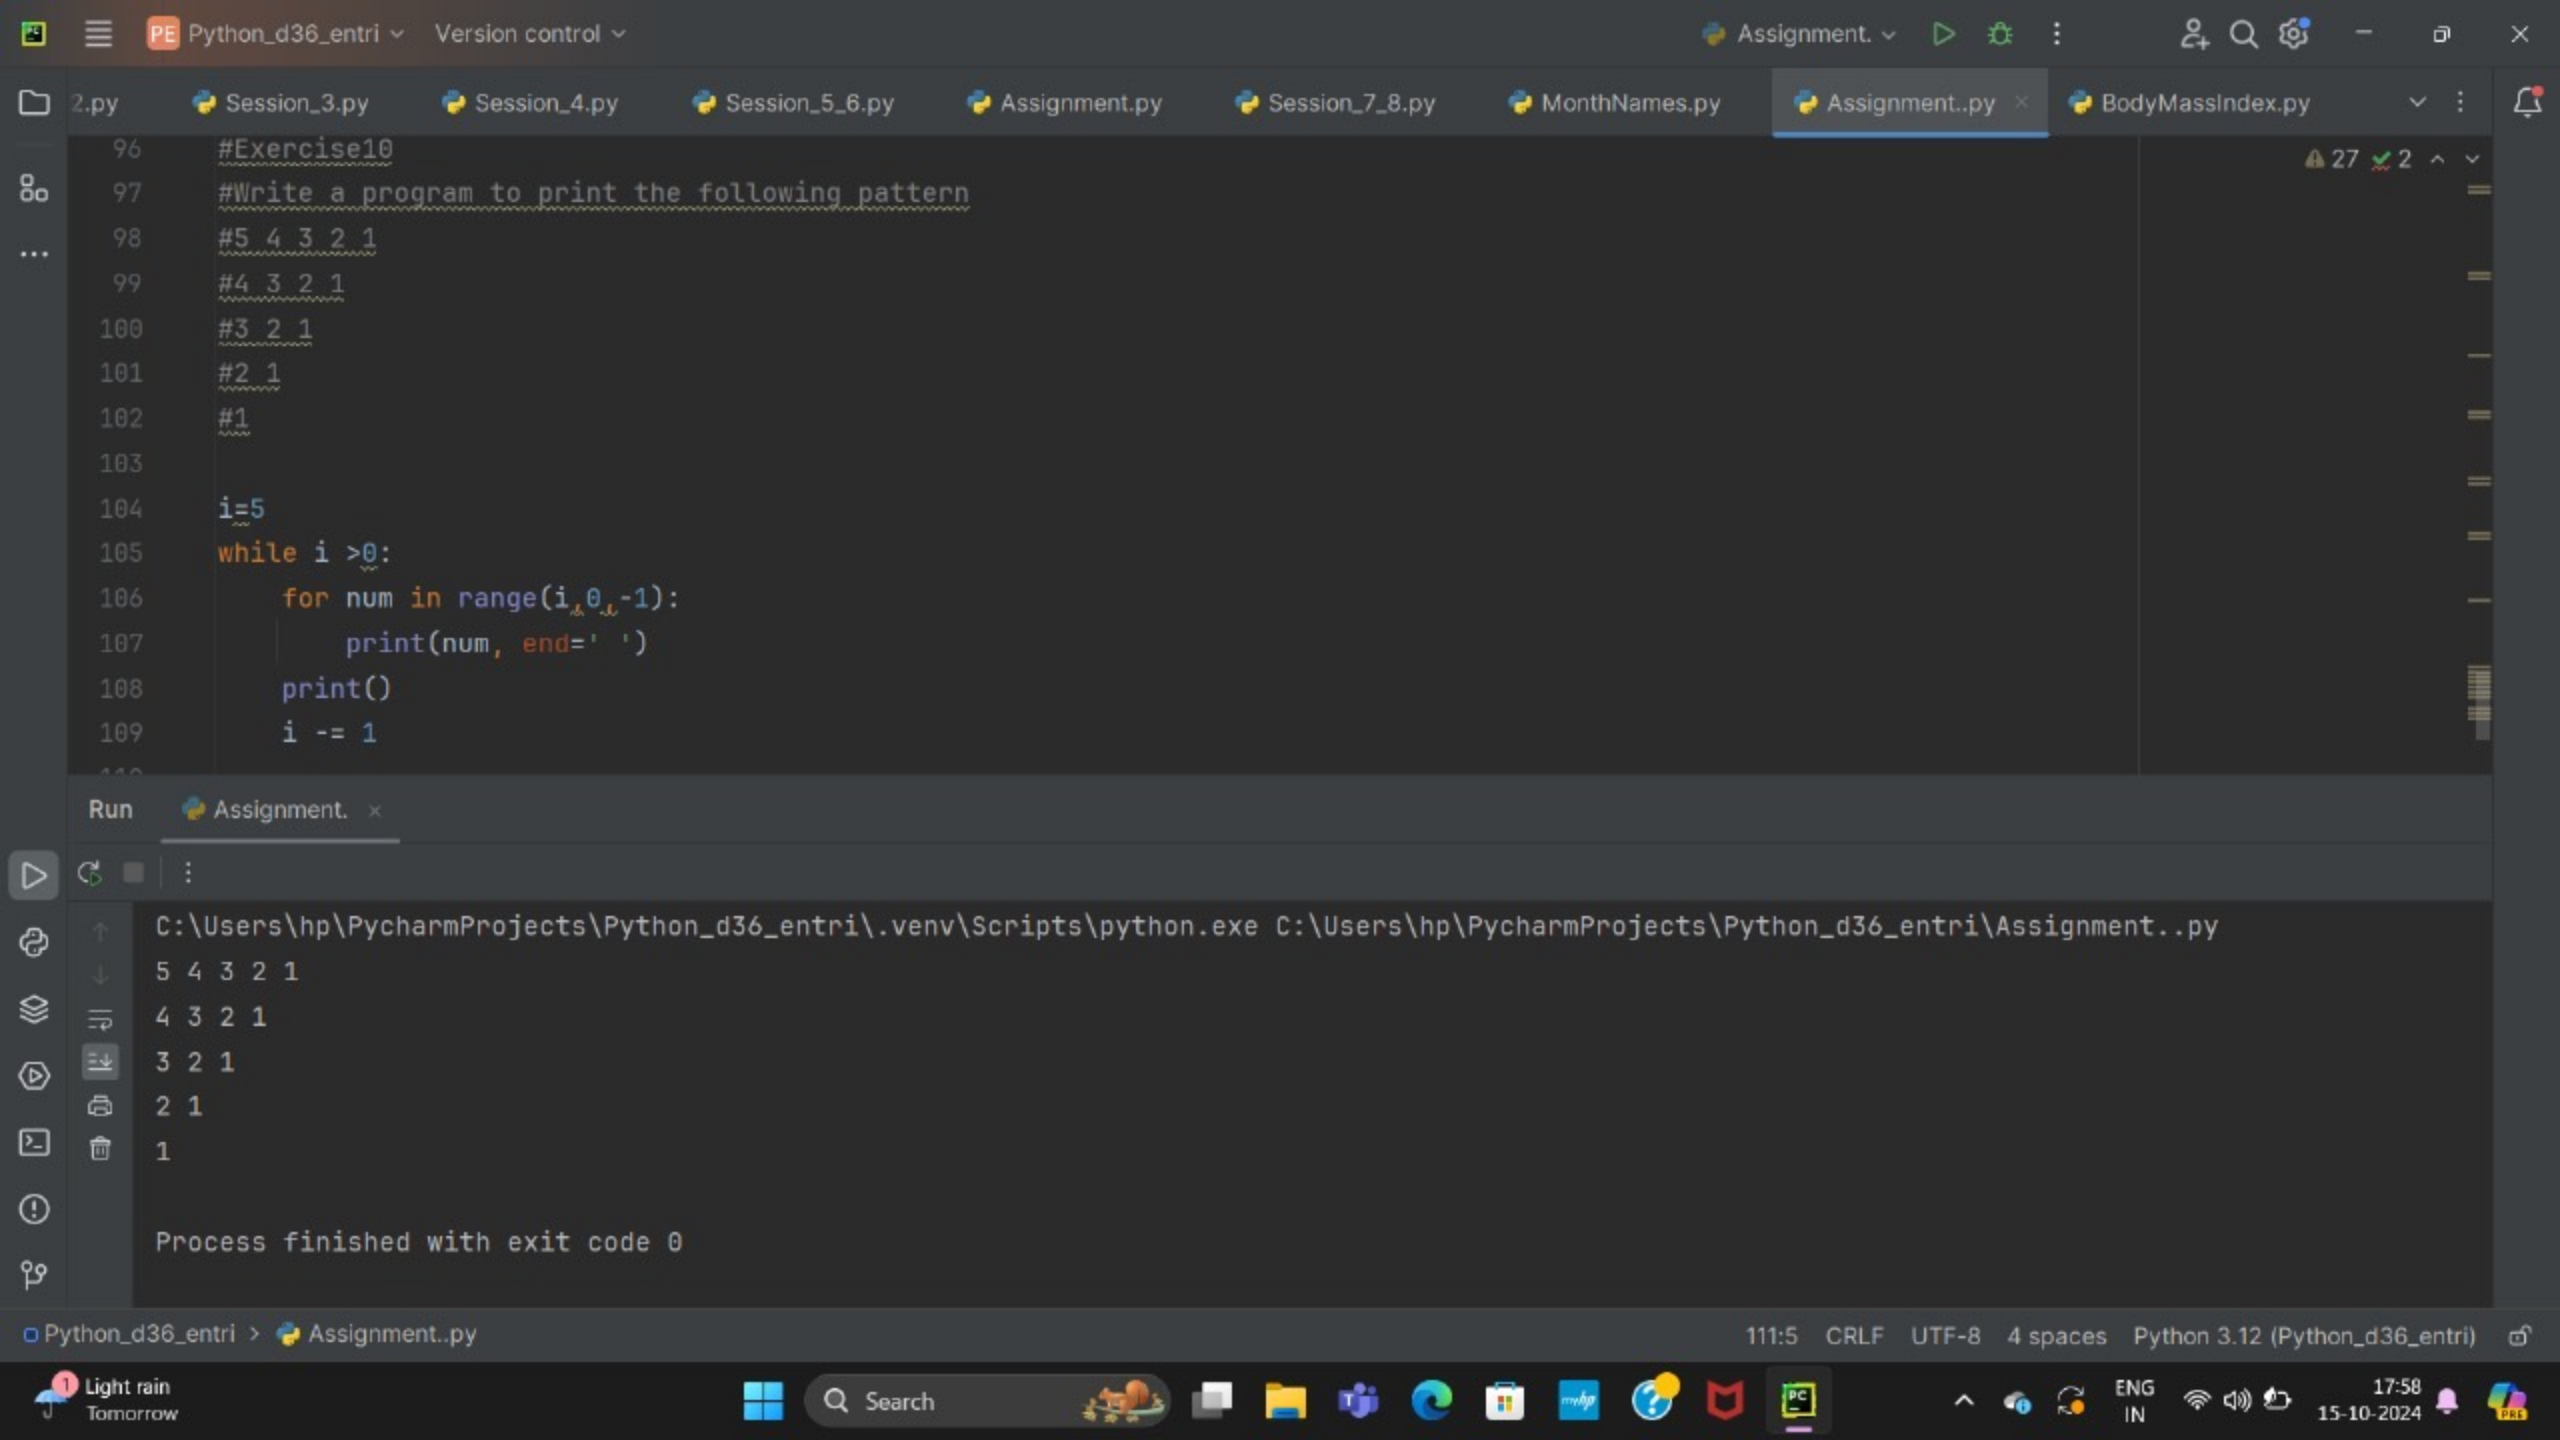 PE Python_d36_entri Version control Assignment.
2.py Session_3.py Session_4.py Session_5_6.py Assignment.py Session_7_8.py MonthNames.py Assignment..py BodyMassIndex.py
27 2
96 #Exercise10
97 #Write a program to print the following pattern
98 #5 4 3 2 1
99 #4 3 2 1
100 #3 2 1
101 #2 1
102 #1
103
104 i=5
105 while i >0:
106 for num in range(i,0,-1):
107 print(num, end=' ')
108 print()
109 i -= 1
Run Assignment.
C:\Users\hp\PycharmProjects\Python_d36_entri\.venv\Scripts\python.exe C:\Users\hp\PycharmProjects\Python_d36_entri\Assignment..py
5 4 3 2 1
4 3 2 1
3 2 1
2 1
1
Process finished with exit code 0
Python_d36_entri > Assignment..py 111:5 CRLF UTF-8 4 spaces Python 3.12 (Python_d36_entri)
1 Light rain
Tomorrow
Search
myhp
PC
ENG
IN
17:58
15-10-2024
PRE